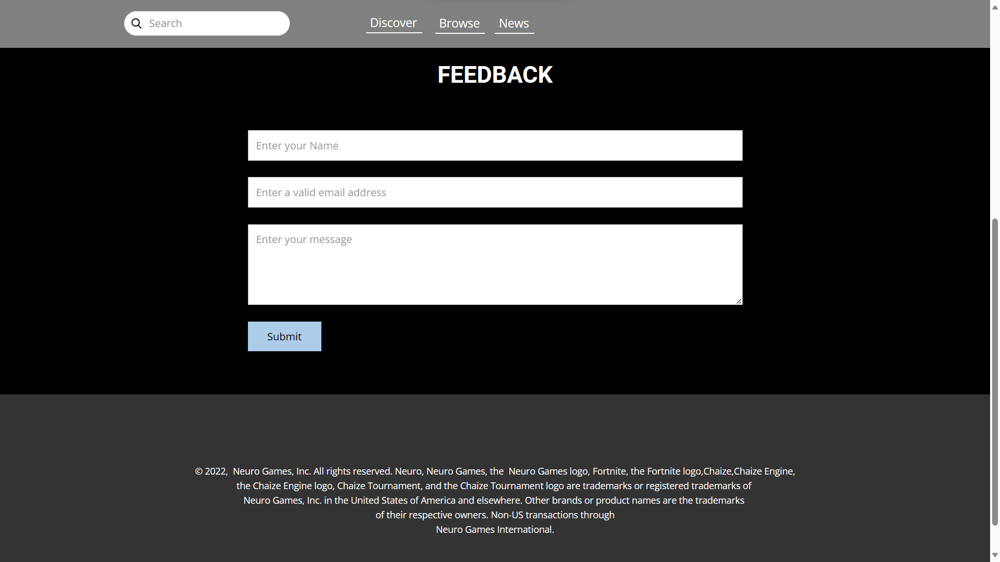 Search
Discover Browse News
FEEDBACK
Enter your Name
Enter a valid email address
Enter your message
Submit
© 2022,  Neuro Games, Inc. All rights reserved. Neuro, Neuro Games, the  Neuro Games logo, Fortnite, the Fortnite logo,Chaize,Chaize Engine,
the Chaize Engine logo, Chaize Tournament, and the Chaize Tournament logo are trademarks or registered trademarks of
Neuro Games, Inc. in the United States of America and elsewhere. Other brands or product names are the trademarks
of their respective owners. Non-US transactions through
Neuro Games International.